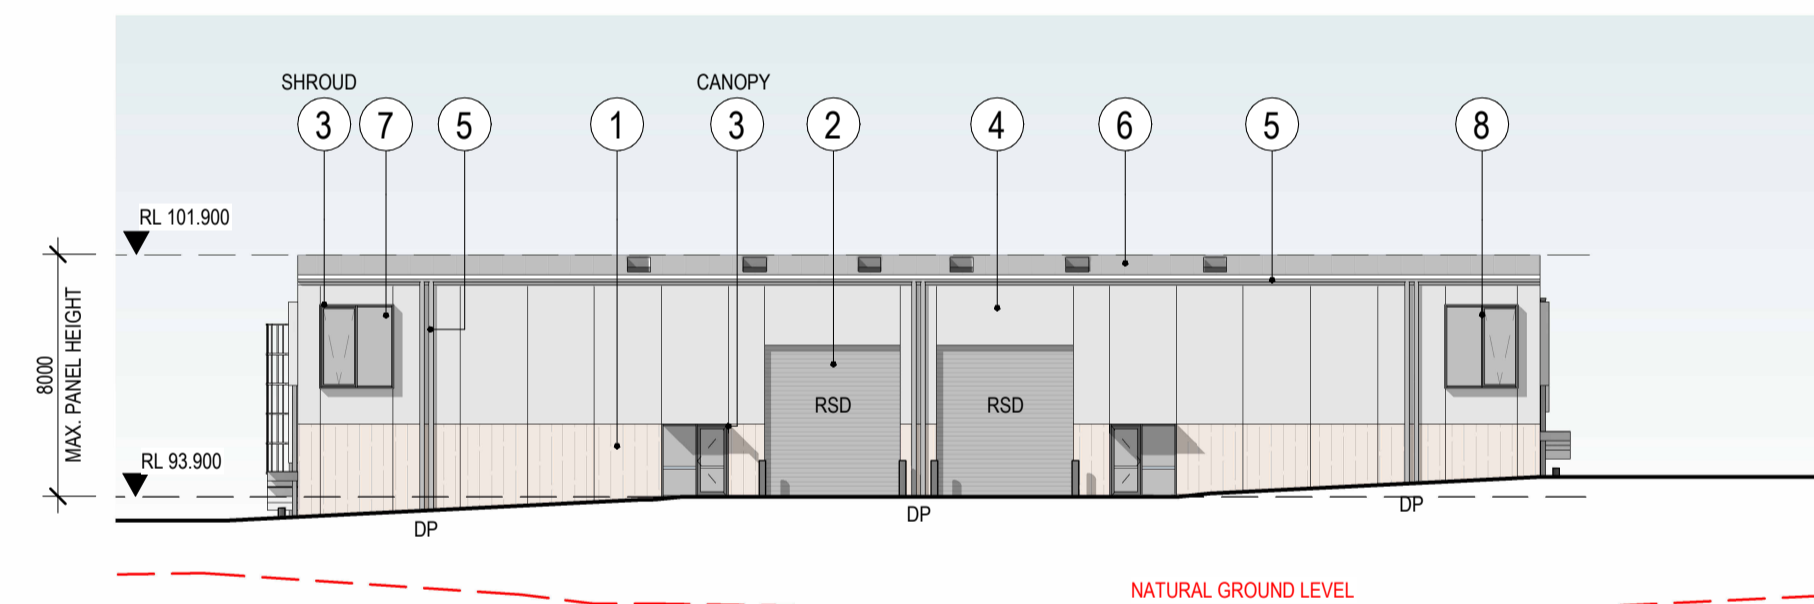 SHROUD
CANOPY
3 7 5 1 3 2 4 6 5 8
RL 101.900
8000
MAX. PANEL HEIGHT
RSD
RSD
RL 93.900
DP
DP
DP
NATURAL GROUND LEVEL